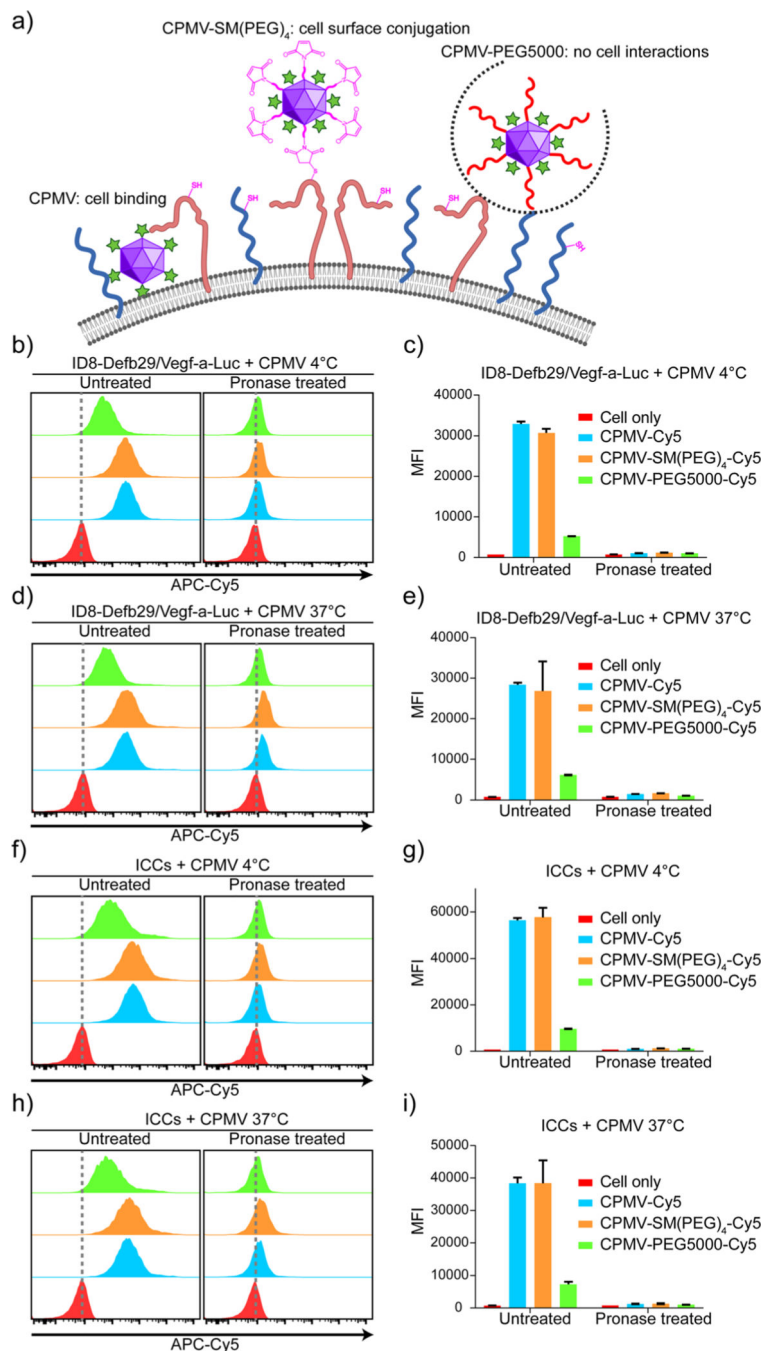 a)
CPMV-SM(PEG)4: cell surface conjugation
CPMV-PEG5000: no cell interactions
CPMV: cell binding
SH
SH
S
SH
SH
SH
b)
ID8-Defb29/Vegf-a-Luc + CPMV 4°C
Untreated
Pronase treated
APC-Cy5
c)
ID8-Defb29/Vegf-a-Luc + CPMV 4°C
MFI
40000
30000
20000
10000
0
Cell only
CPMV-Cy5
CPMV-SM(PEG)4-Cy5
CPMV-PEG5000-Cy5
Untreated
Pronase treated
d)
ID8-Defb29/Vegf-a-Luc + CPMV 37°C
Untreated
Pronase treated
APC-Cy5
e)
ID8-Defb29/Vegf-a-Luc + CPMV 37°C
MFI
40000
30000
20000
10000
0
Cell only
CPMV-Cy5
CPMV-SM(PEG)4-Cy5
CPMV-PEG5000-Cy5
Untreated
Pronase treated
f)
ICCs + CPMV 4°C
Untreated
Pronase treated
APC-Cy5
g)
ICCs + CPMV 4°C
MFI
60000
40000
20000
0
Cell only
CPMV-Cy5
CPMV-SM(PEG)4-Cy5
CPMV-PEG5000-Cy5
Untreated
Pronase treated
h)
ICCs + CPMV 37°C
Untreated
Pronase treated
APC-Cy5
i)
ICCs + CPMV 37°C
MFI
50000
40000
30000
20000
10000
0
Cell only
CPMV-Cy5
CPMV-SM(PEG)4-Cy5
CPMV-PEG5000-Cy5
Untreated
Pronase treated